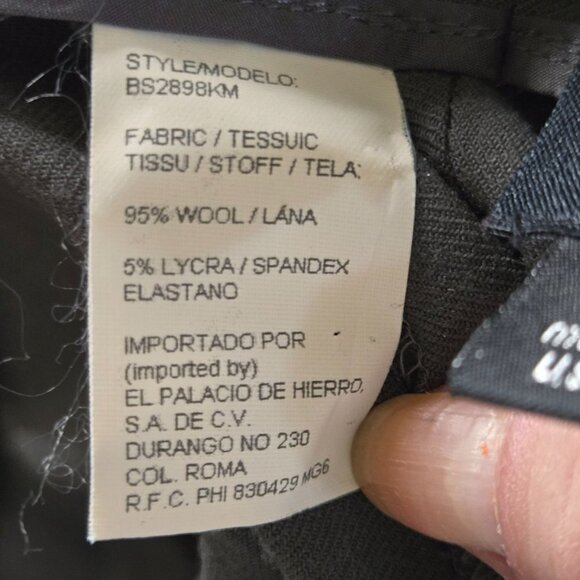 STYLE/MODELO:
BS2898KM
FABRIC / TESSUIC
TISSU / STOFF / TELA:
95% WOOL / LÁNA
5% LYCRA / SPANDEX
ELASTANO
IMPORTADO POR
(imported by)
EL PALACIO DE HIERRO,
S.A. DE C.V.
DURANGO NO 230
COL. ROMA
R.F.C. PHI 830429 MG6